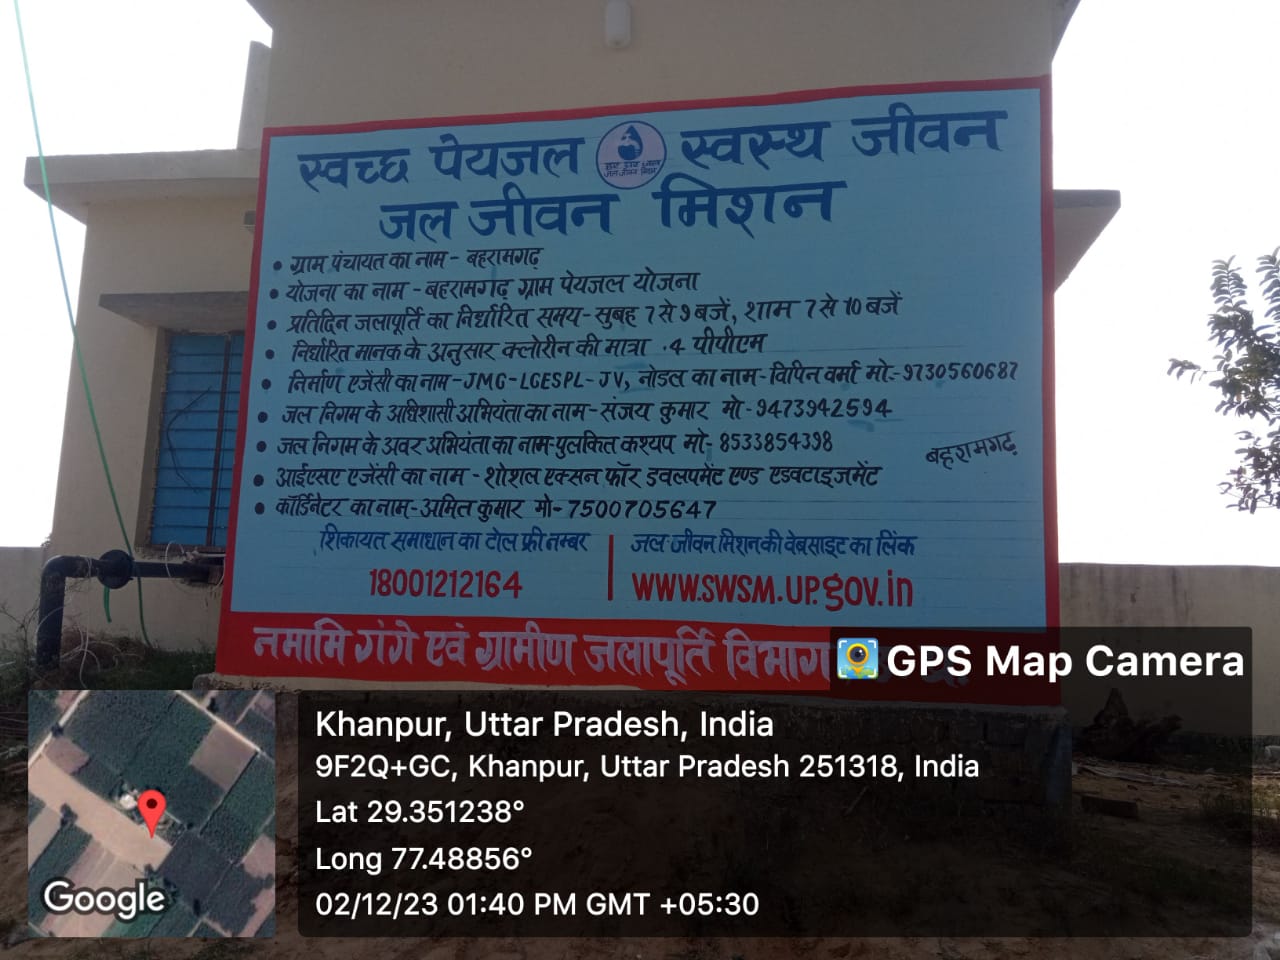 स्वच्छ पेयजल स्वस्थ जीवन
जल जीवन मिशन
• ग्राम पंचायत का नाम - बहरामगढ़
• योजना का नाम - बहरामगढ़ ग्राम पेयजल योजना
• प्रतिदिन जलापूर्ति का निर्धारित समय - सुबह 7 से 9 बजें, शाम 7 से 10 बजें
• निर्धारित मानक के अनुसार क्लोरीन की मात्रा .4 पीपीएम
• निर्माण एजेंसी का नाम - JMC-LCESPL-JV, नोडल का नाम - विपिन वर्मा मो:- 9730560687
• जल निगम के अधिशासी अभियंता का नाम - संजय कुमार मो - 9473942594
• जल निगम के अवर अभियंता का नाम - पुलकित कश्यप मो - 8533854398
• आईएसए एजेंसी का नाम - शोशल एक्सन फॉर डवलपमेंट एण्ड एडवटाइजमेंट
• कॉर्डिनेटर का नाम - अमित कुमार मो - 7500705647
बहरामगढ़
शिकायत समाधान का टोल फ्री नम्बर
18001212164
जल जीवन मिशन की वेबसाइट का लिंक
www.swsm.up.gov.in
नमामि गंगे एवं ग्रामीण जलापूर्ति विभाग
GPS Map Camera
Khanpur, Uttar Pradesh, India
9F2Q+GC, Khanpur, Uttar Pradesh 251318, India
Lat 29.351238°
Long 77.48856°
02/12/23 01:40 PM GMT +05:30
Google